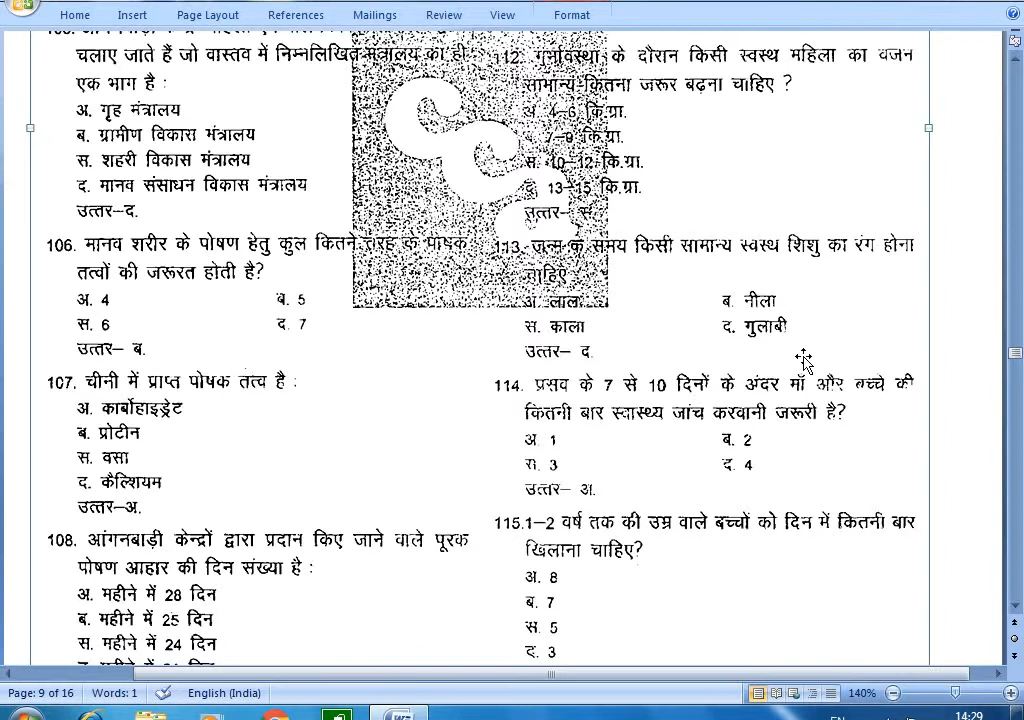 Home Insert Page Layout References Mailings Review View Format
चलाए जाते हैं जो वास्तव में निम्नलिखित मंत्रालय का ही
एक भाग है :
अ. गृह मंत्रालय
ब. ग्रामीण विकास मंत्रालय
स. शहरी विकास मंत्रालय
द. मानव संसाधन विकास मंत्रालय
उत्तर–द.
106. मानव शरीर के पोषण हेतु कुल कितने तरह के पोषक
तत्वों की जरूरत होती है?
अ. 4 ब. 5
स. 6 द. 7
उत्तर– ब.
107. चीनी में प्राप्त पोषक तत्व है :
अ. कार्बोहाइड्रेट
ब. प्रोटीन
स. वसा
द. कैल्शियम
उत्तर–अ.
108. आंगनबाड़ी केन्द्रों द्वारा प्रदान किए जाने वाले पूरक
पोषण आहार की दिन संख्या है :
अ. महीने में 28 दिन
ब. महीने में 25 दिन
स. महीने में 24 दिन
112. गर्भावस्था के दौरान किसी स्वस्थ महिला का वजन
सामान्य कितना जरूर बढ़ना चाहिए ?
अ. 4–6 कि.ग्रा.
7–9 कि.ग्रा.
स. 10–12 कि.ग्रा.
द. 13–15 कि.ग्रा.
उत्तर– स.
113. जन्म के समय किसी सामान्य स्वस्थ शिशु का रंग होना
चाहिए
अ. लाल ब. नीला
स. काला द. गुलाबी
उत्तर– द.
114. प्रसव के 7 से 10 दिनों के अंदर माँ और बच्चे की
कितनी बार स्वास्थ्य जांच करवानी जरूरी है?
अ. 1 ब. 2
स. 3 द. 4
उत्तर– अ.
115. 1–2 वर्ष तक की उम्र वाले बच्चों को दिन में कितनी बार
खिलाना चाहिए?
अ. 8
ब. 7
स. 5
द. 3
Page: 9 of 16 Words: 1 English (India) 140%
14:29